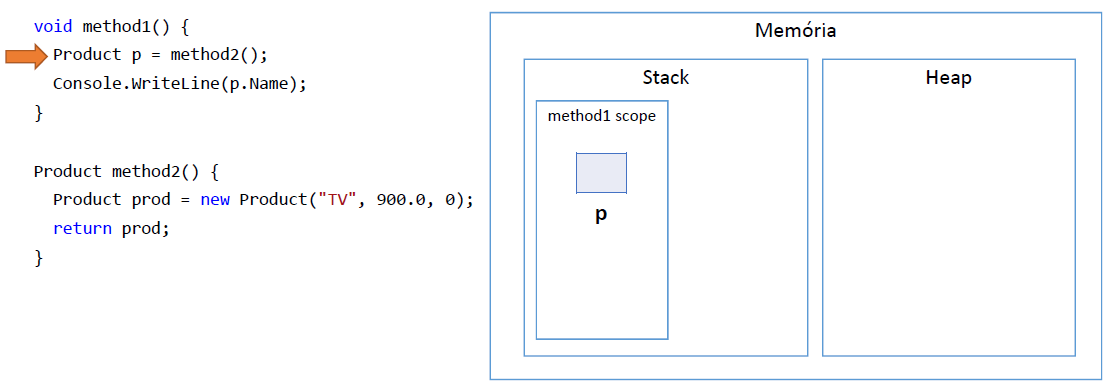 void method1() {
Product p = method2();
Console.WriteLine(p.Name);
}
Product method2() {
Product prod = new Product("TV", 900.0, 0);
return prod;
}
Memória
Stack
Heap
method1 scope
p